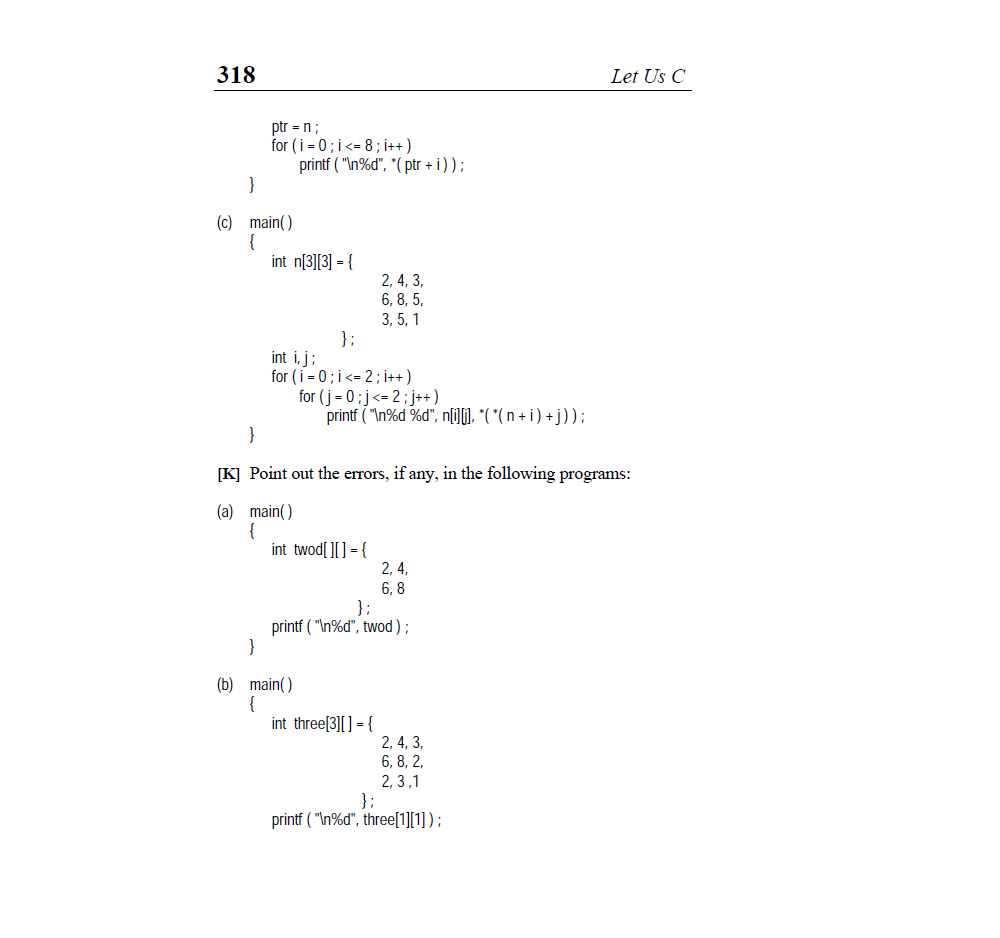 318 Let Us C
ptr = n ;
for ( i = 0 ; i <= 8 ; i++ )
printf ( "\n%d", *( ptr + i ) ) ;
}
(c) main( )
{
int n[3][3] = {
2, 4, 3,
6, 8, 5,
3, 5, 1
} ;
int i, j ;
for ( i = 0 ; i <= 2 ; i++ )
for ( j = 0 ; j <= 2 ; j++ )
printf ( "\n%d %d", n[i][j], *( *( n + i ) + j ) ) ;
}
[K] Point out the errors, if any, in the following programs:
(a) main( )
{
int twod[ ][ ] = {
2, 4,
6, 8
} ;
printf ( "\n%d", twod ) ;
}
(b) main( )
{
int three[3][ ] = {
2, 4, 3,
6, 8, 2,
2, 3 ,1
} ;
printf ( "\n%d", three[1][1] ) ;